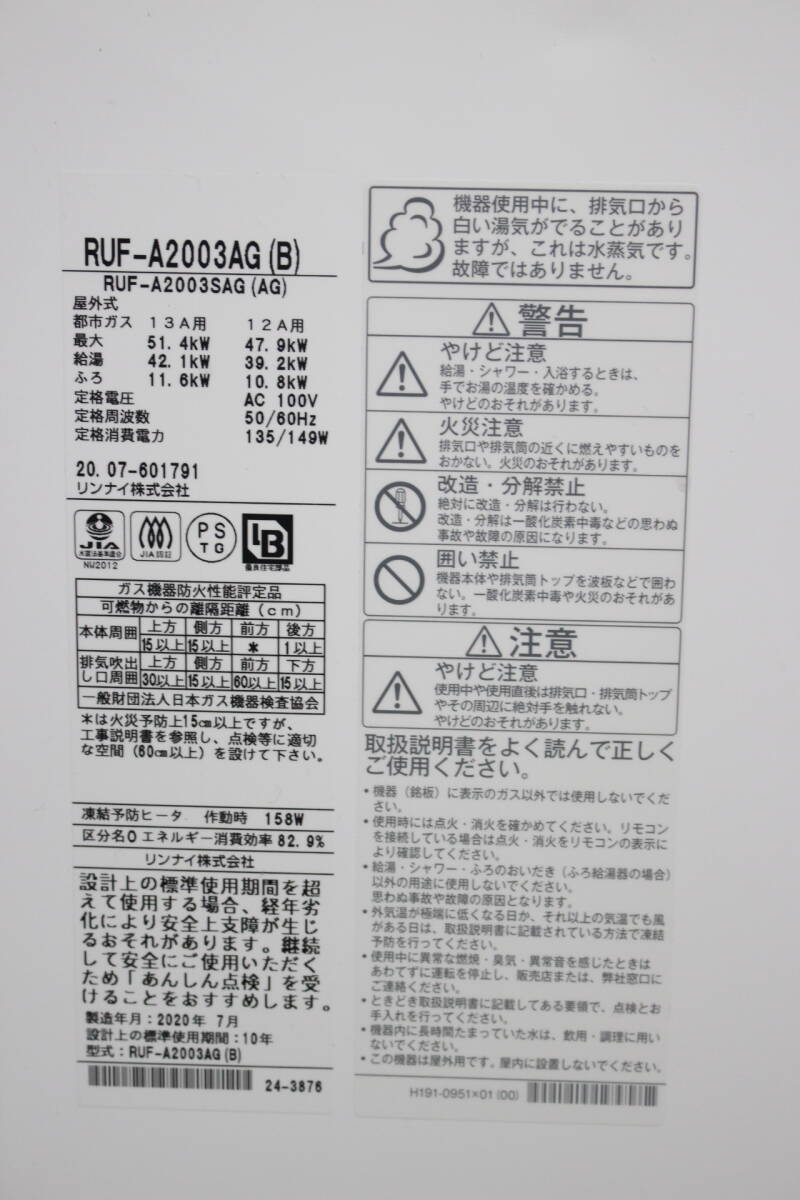 RUF-A2003AG(B)
RUF-A2003SAG(AG)
屋外式
都市ガス 13A用 12A用
最大 51.4kW 47.9kW
給湯 42.1kW 39.2kW
ふろ 11.6kW 10.8kW
定格電圧 AC 100V
定格周波数 50/60Hz
定格消費電力 135/149W
20.07-601791
リンナイ株式会社
JIA
水道法基準適合
NW2012
JIA認証
PS
TG
BL
優良住宅部品
ガス機器防火性能評定品
可燃物からの離隔距離(cm)
本体周囲 上方 側方 前方 後方
15以上 15以上 * 1以上
排気吹出し口周囲 上方 側方 前方 下方
30以上 15以上 60以上 15以上
一般財団法人日本ガス機器検査協会
*は火災予防上15cm以上ですが、
工事説明書を参照し、点検等に適切
な空間(60cm以上)を設けて下さい。
凍結予防ヒータ 作動時 158W
区分名O エネルギー消費効率 82.9%
リンナイ株式会社
設計上の標準使用期間を超
えて使用する場合、経年劣
化により安全上支障が生じ
るおそれがあります。継続
して安全にご使用いただく
ため「あんしん点検」を受
けることをおすすめします。
製造年月:2020年 7月
設計上の標準使用期間:10年
型式:RUF-A2003AG(B)
24-3876
機器使用中に、排気口から
白い湯気がでることがあり
ますが、これは水蒸気です。
故障ではありません。
警告
やけど注意
給湯・シャワー・入浴するときは、
手でお湯の温度を確かめる。
やけどのおそれがあります。
火災注意
排気口や排気筒の近くに燃えやすいものを
おかない。火災のおそれがあります。
改造・分解禁止
絶対に改造・分解は行わない。
改造・分解は一酸化炭素中毒などの思わぬ
事故や故障の原因になります。
囲い禁止
機器本体や排気筒トップを波板などで囲わ
ない。一酸化炭素中毒や火災のおそれがあ
ります。
注意
やけど注意
使用中や使用直後は排気口・排気筒トップ
やその周辺に絶対手を触れない。
やけどのおそれがあります。
取扱説明書をよく読んで正しく
ご使用ください。
・機器(銘板)に表示のガス以外では使用しないでくだ
さい。
・使用時には点火・消火を確かめてください。リモコン
を接続している場合は点火・消火をリモコンの表示に
より確認してください。
・給湯・シャワー・ふろのおいだき(ふろ給湯器の場合)
以外の用途に使用しないでください。
思わぬ事故や故障の原因となります。
・外気温が極端に低くなる日か、それ以上の気温でも風
がある日は、取扱説明書に記載されている方法で凍結
予防を行ってください。
・使用中に異常な燃焼・臭気・異常音を感じたときは
あわてずに運転を停止し、販売店または、弊社窓口に
ご連絡ください。
・ときどき取扱説明書に記載してある要領で、点検とお
手入れを行ってください。
・機器内に長時間たまっていた水は、飲用・調理に用い
ないでください。
・この機器は屋外用です。屋内に設置しないでください。
H191-0951×01(00)